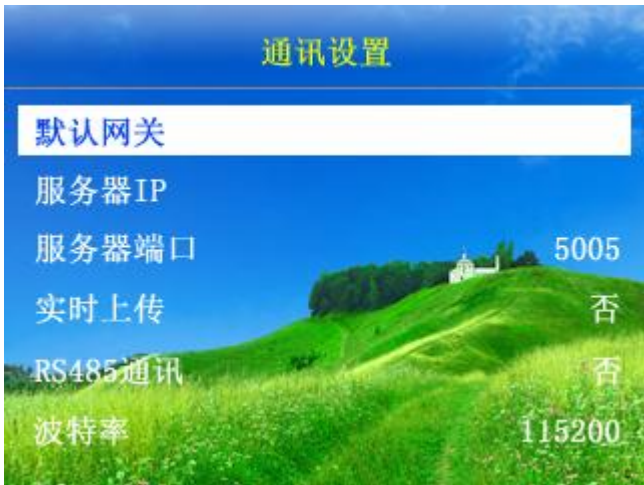 通讯设置
默认网关
服务器IP
服务器端口 5005
实时上传 否
RS485通讯 否
波特率 115200